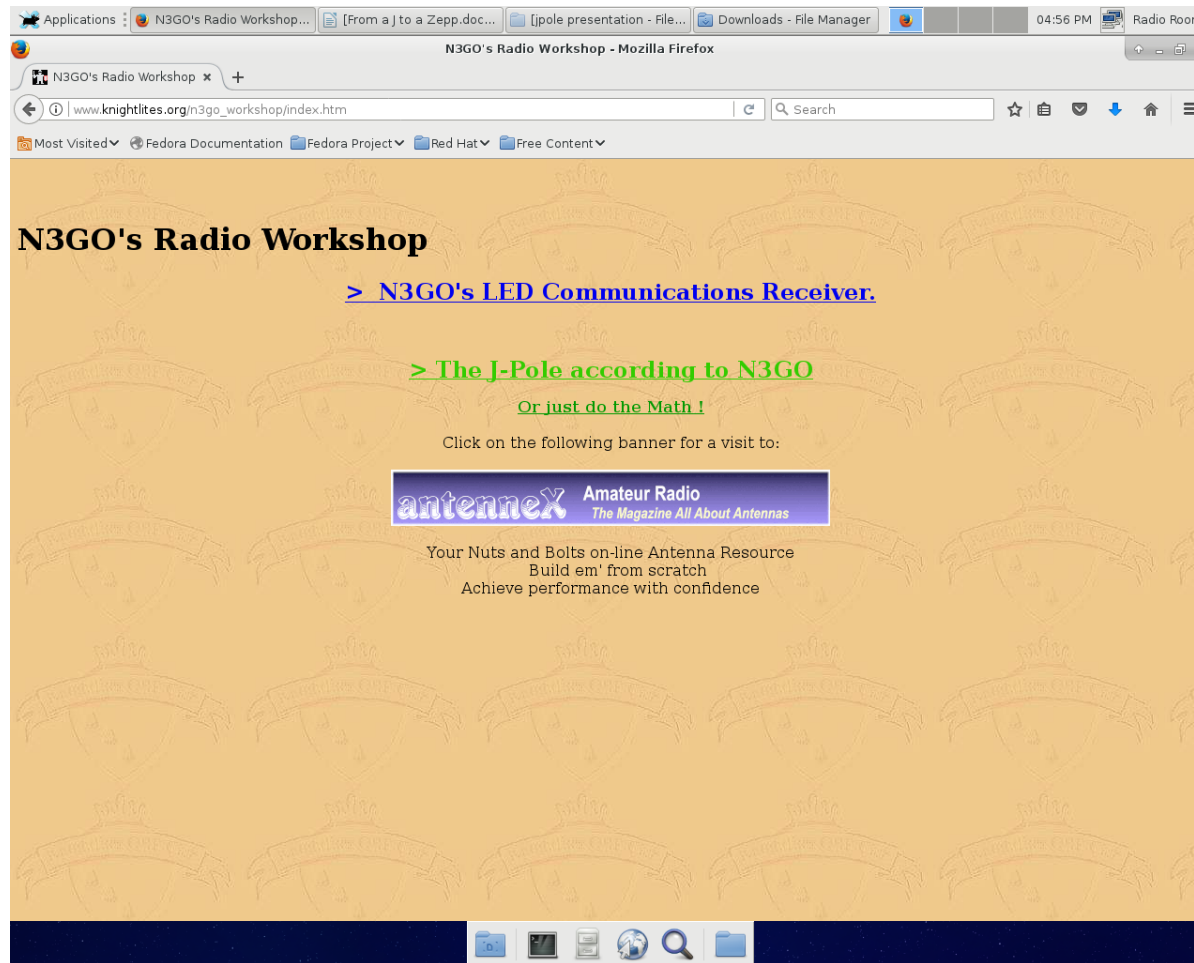 Applications
N3GO's Radio Workshop...
[From a J to a Zepp.doc...
[jpole presentation - File...
Downloads - File Manager
04:56 PM
Radio Roor
N3GO's Radio Workshop - Mozilla Firefox
N3GO's Radio Workshop
www.knightlites.org/n3go_workshop/index.htm
Search
Most Visited
Fedora Documentation
Fedora Project
Red Hat
Free Content
N3GO's Radio Workshop
> N3GO's LED Communications Receiver.
> The J-Pole according to N3GO
Or just do the Math !
Click on the following banner for a visit to:
antenneX
Amateur Radio
The Magazine All About Antennas
Your Nuts and Bolts on-line Antenna Resource
Build em' from scratch
Achieve performance with confidence